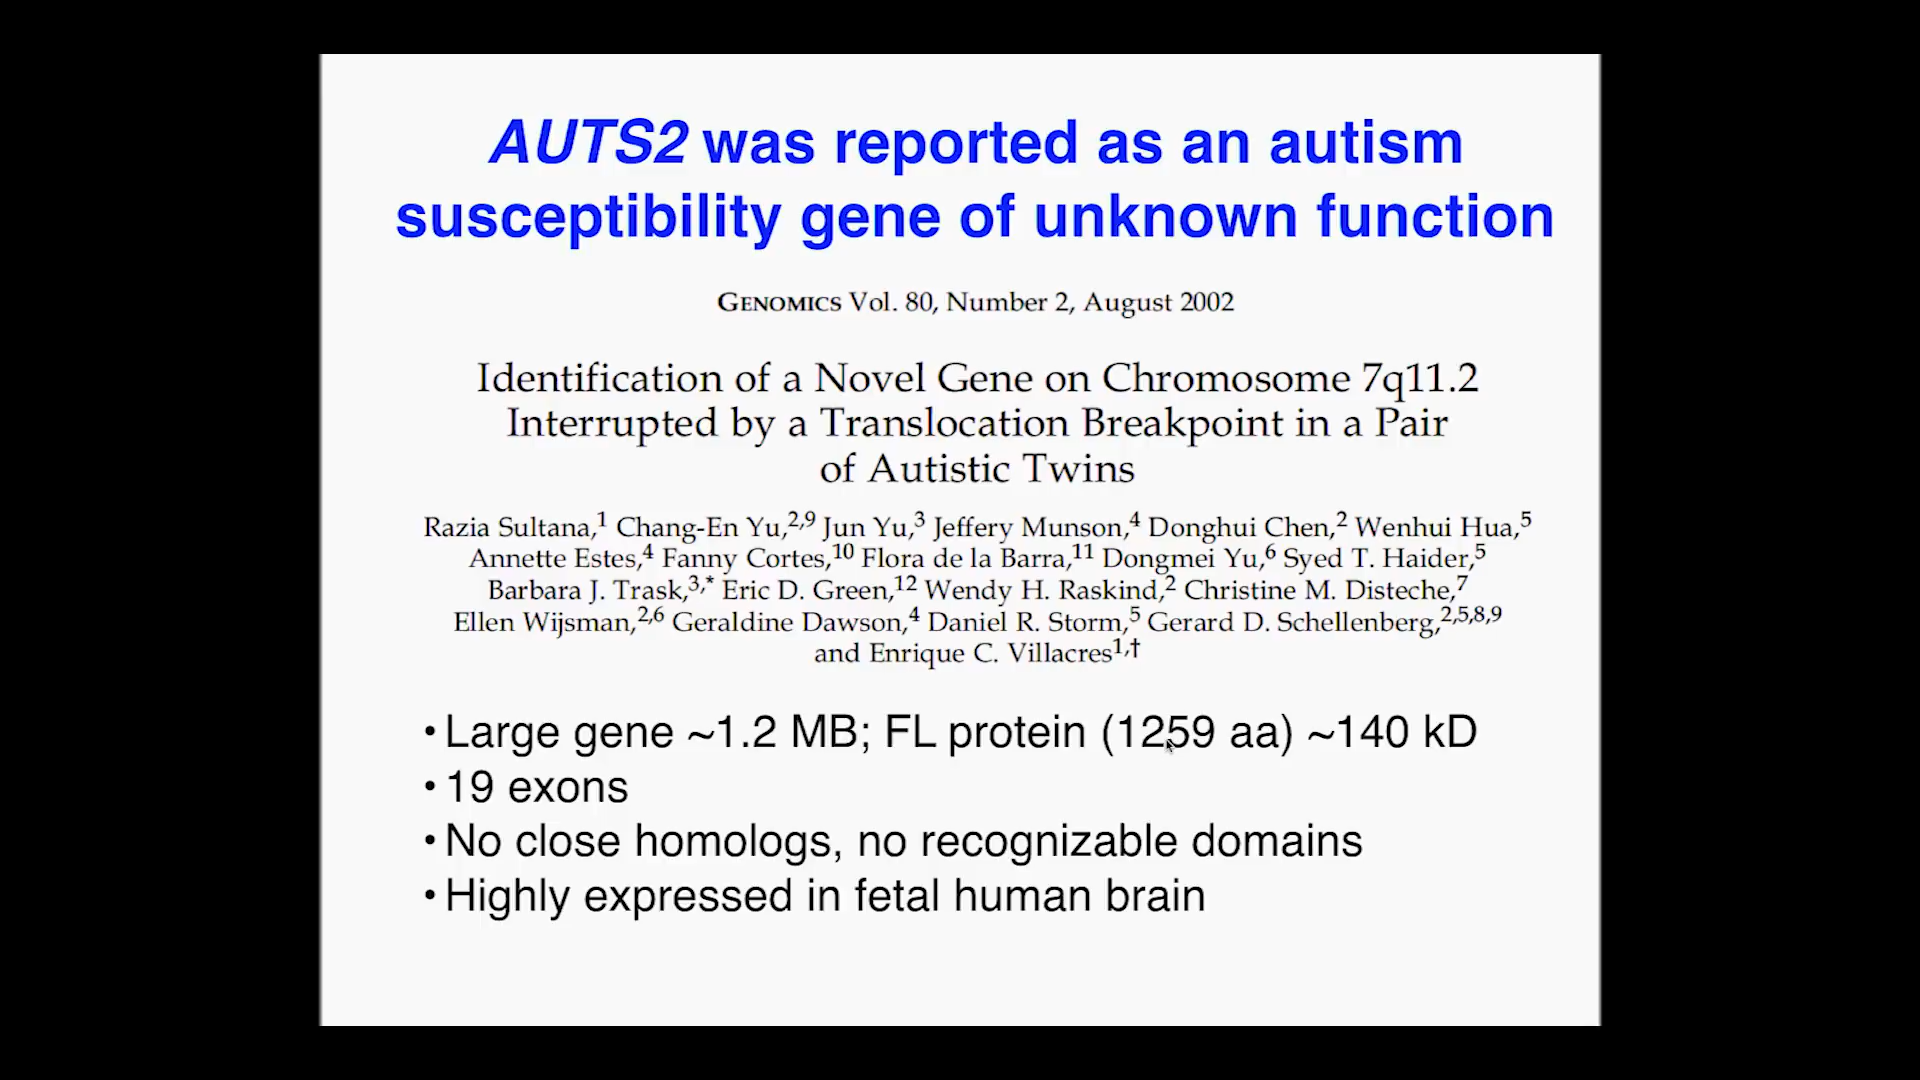 AUTS2 was reported as an autism
susceptibility gene of unknown function
GENOMICS Vol. 80, Number 2, August 2002
Identification of a Novel Gene on Chromosome 7q11.2
Interrupted by a Translocation Breakpoint in a Pair
of Autistic Twins
Razia Sultana,1 Chang-En Yu,2,9 Jun Yu,3 Jeffery Munson,4 Donghui Chen,2 Wenhui Hua,5
Annette Estes,4 Fanny Cortes,10 Flora de la Barra,11 Dongmei Yu,6 Syed T. Haider,5
Barbara J. Trask,3,* Eric D. Green,12 Wendy H. Raskind,2 Christine M. Disteche,7
Ellen Wijsman,2,6 Geraldine Dawson,4 Daniel R. Storm,5 Gerard D. Schellenberg,2,5,8,9
and Enrique C. Villacres1,†
• Large gene ~1.2 MB; FL protein (1259 aa) ~140 kD
• 19 exons
• No close homologs, no recognizable domains
• Highly expressed in fetal human brain